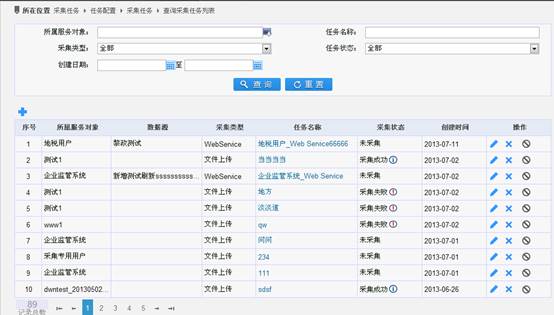 所在位置 采集任务 任务配置 采集任务 查询采集任务列表
所属服务对象: 任务名称:
采集类型: 全部 任务状态: 全部
创建日期: 至
查询 重置
序号 所属服务对象 数据源 采集类型 任务名称 采集状态 创建时间 操作
1 地税用户 黎政测试 WebService 地税用户_Web Senice66666 未采集 2013-07-11
2 测试1 文件上传 当当当当 采集成功 2013-07-02
3 企业监管系统 新增测试刷新sssssssssss... WebService 企业监管系统_Web Service 未采集 2013-07-02
4 测试1 文件上传 地方 采集失败 2013-07-02
5 测试1 文件上传 淡淡道 采集失败 2013-07-02
6 www1 文件上传 qw 采集失败 2013-07-02
7 企业监管系统 文件上传 问问 未采集 2013-07-01
8 采集专用用户 文件上传 234 未采集 2013-07-01
9 企业监管系统 文件上传 111 未采集 2013-07-01
10 dwntest_20130502... 文件上传 sdsf 采集成功 2013-06-26
89
记录总数 1 2 3 4 5